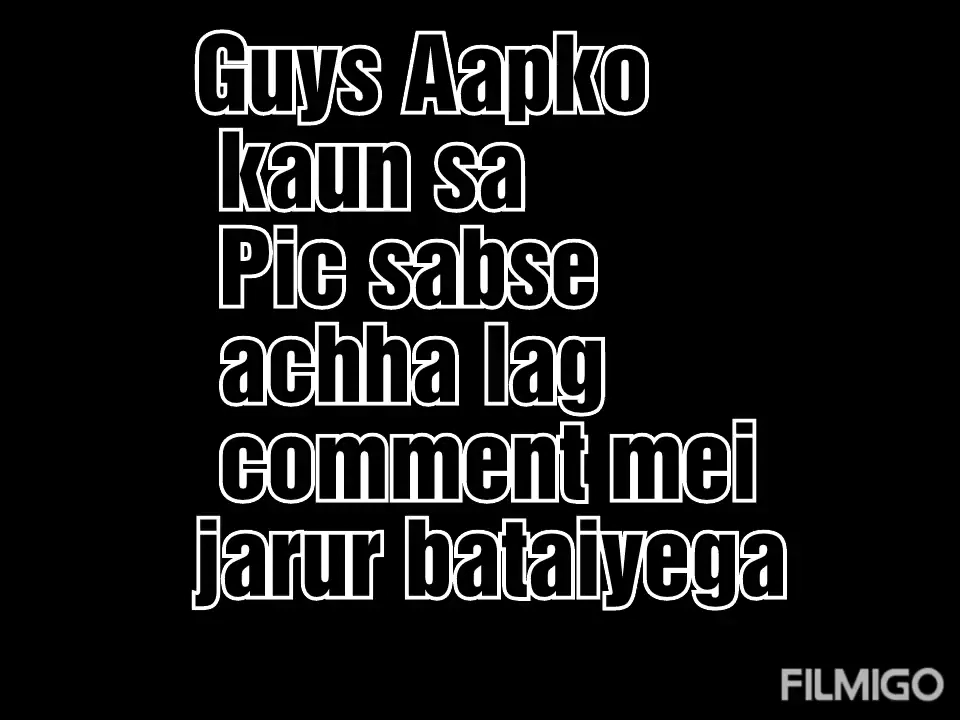 Guys Aapko
kaun sa
Pic sabse
achha lag
comment mei
jarur bataiyega
FILMIGO